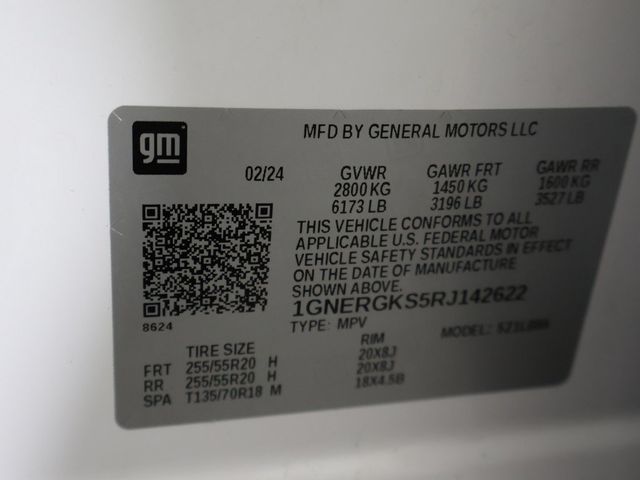 gm
MFD BY GENERAL MOTORS LLC
02/24 GVWR GAWR FRT GAWR RR
2800 KG 1450 KG 1600 KG
6173 LB 3196 LB 3527 LB
THIS VEHICLE CONFORMS TO ALL
APPLICABLE U.S. FEDERAL MOTOR
VEHICLE SAFETY STANDARDS IN EFFECT
ON THE DATE OF MANUFACTURE
SHOWN ABOVE.
1GNERGKS5RJ142622
8624
TYPE: MPV MODEL:
TIRE SIZE RIM
FRT 255/55R20 H 20X8J
RR 255/55R20 H 20X8J
SPA T135/70R18 M 18X4.5B